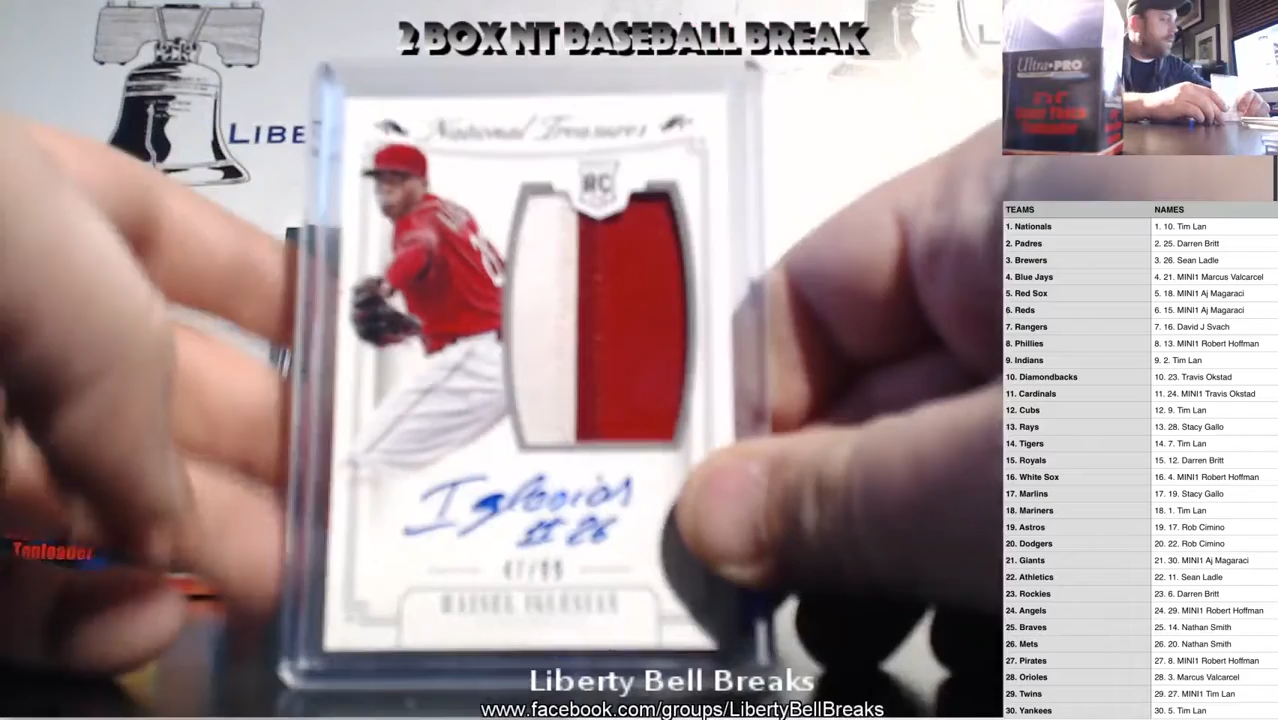 2 BOX NT BASEBALL BREAK
LIBE
National Treasures
RC
Iglesias
# 26
47/99
Toploader
Ultra•PRO
Liberty Bell Breaks
www.facebook.com/groups/LibertyBellBreaks
TEAMS NAMES
1. Nationals 1. 10. Tim Lan
2. Padres 2. 25. Darren Britt
3. Brewers 3. 26. Sean Ladle
4. Blue Jays 4. 21. MINI1 Marcus Valcarcel
5. Red Sox 5. 18. MINI1 Aj Magaraci
6. Reds 6. 15. MINI1 Aj Magaraci
7. Rangers 7. 16. David J Svach
8. Phillies 8. 13. MINI1 Robert Hoffman
9. Indians 9. 2. Tim Lan
10. Diamondbacks 10. 23. Travis Okstad
11. Cardinals 11. 24. MINI1 Travis Okstad
12. Cubs 12. 9. Tim Lan
13. Rays 13. 28. Stacy Gallo
14. Tigers 14. 7. Tim Lan
15. Royals 15. 12. Darren Britt
16. White Sox 16. 4. MINI1 Robert Hoffman
17. Marlins 17. 19. Stacy Gallo
18. Mariners 18. 1. Tim Lan
19. Astros 19. 17. Rob Cimino
20. Dodgers 20. 22. Rob Cimino
21. Giants 21. 30. MINI1 Aj Magaraci
22. Athletics 22. 11. Sean Ladle
23. Rockies 23. 6. Darren Britt
24. Angels 24. 29. MINI1 Robert Hoffman
25. Braves 25. 14. Nathan Smith
26. Mets 26. 20. Nathan Smith
27. Pirates 27. 8. MINI1 Robert Hoffman
28. Orioles 28. 3. Marcus Valcarcel
29. Twins 29. 27. MINI1 Tim Lan
30. Yankees 30. 5. Tim Lan